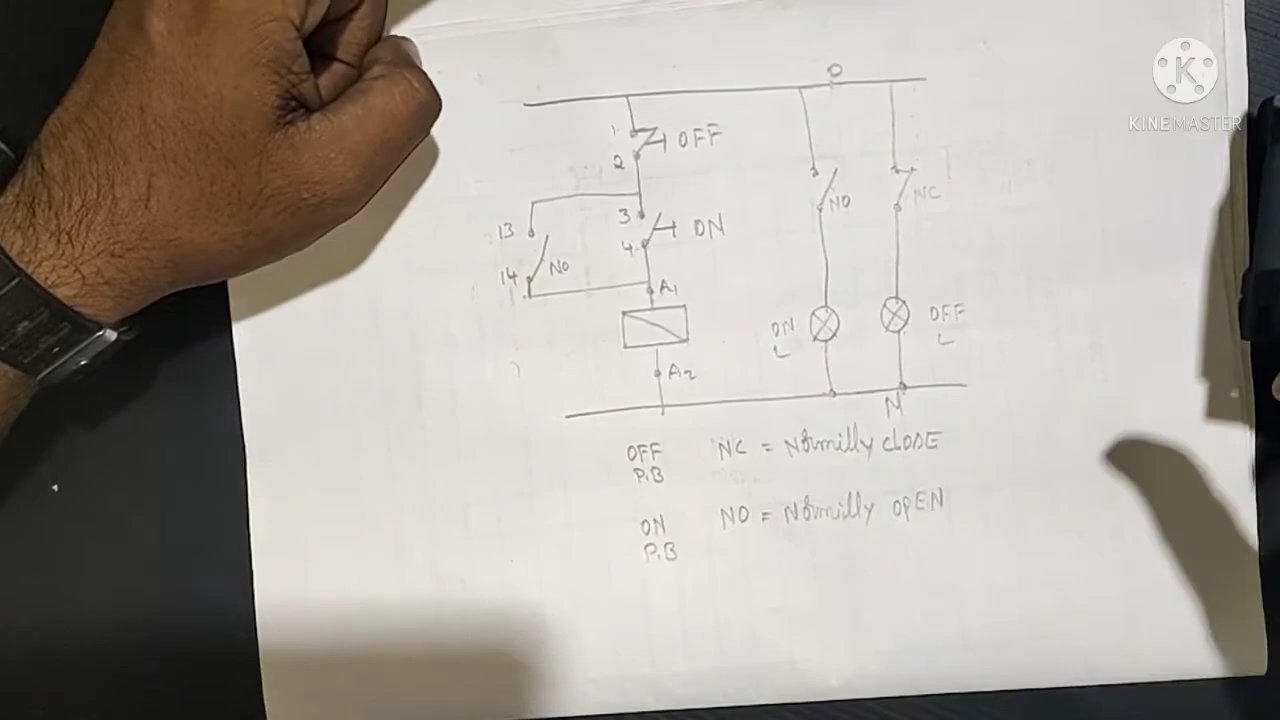 K
KINEMASTER
P
1
OFF
2
13
3
ON
4
14
NO
A1
A2
NO
NC
ON
L
OFF
L
N
OFF
P.B
NC = Normilly CLOSE
ON
P.B
NO = Normilly OPEN